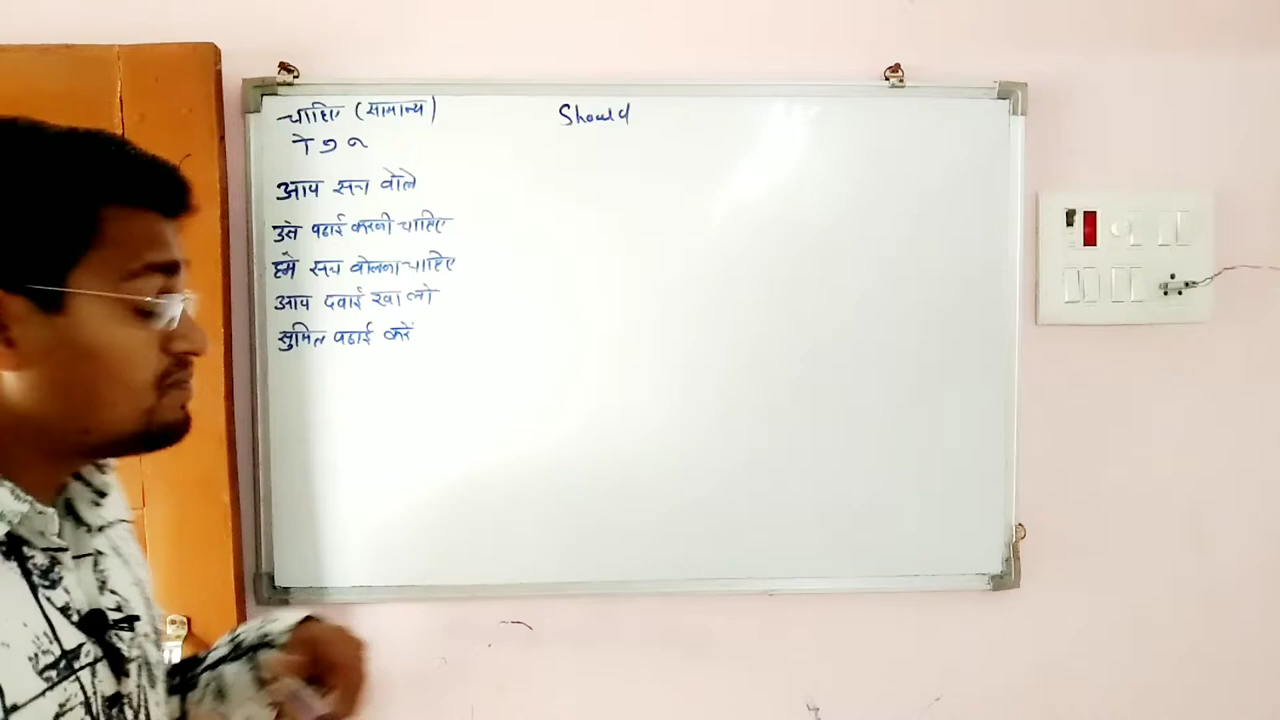 चाहिए (सामान्य)
Should
आप सच बोले
उसे पढाई करनी चाहिए
हमे सच बोलना चाहिए
आप दवाई खा लो
सुमित पढाई करें